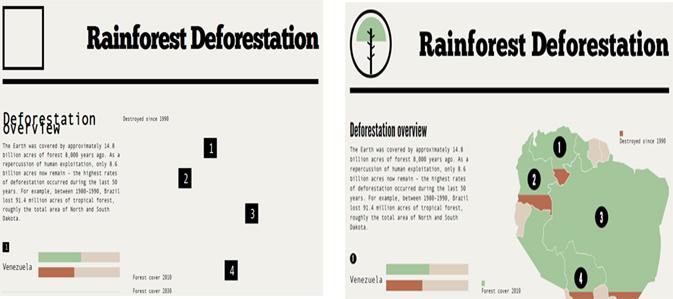 Rainforest Deforestation
Deforestation
overview
Destroyed since 1990
The Earth was covered by approximately 14.8
billion acres of forest 8,000 years ago. As a
repercussion of human exploitation, only 8.6
billion acres now remain - the highest rates
of deforestation occurred during the last 50
years. For example, between 1980-1990, Brazil
lost 91.4 million acres of tropical forest,
roughly the total area of North and South
Dakota.
1
2
3
4
1
Venezuela
Forest cover 2010
Forest cover 2030
Rainforest Deforestation
Deforestation overview
The Earth was covered by approximately 14.8
billion acres of forest 8,000 years ago. As a
repercussion of human exploitation, only 8.6
billion acres now remain - the highest rates
of deforestation occurred during the last 50
years. For example, between 1980-1990, Brazil
lost 91.4 million acres of tropical forest,
roughly the total area of North and South
Dakota.
Destroyed since 1990
1
2
3
4
1
Venezuela
Forest cover 2010